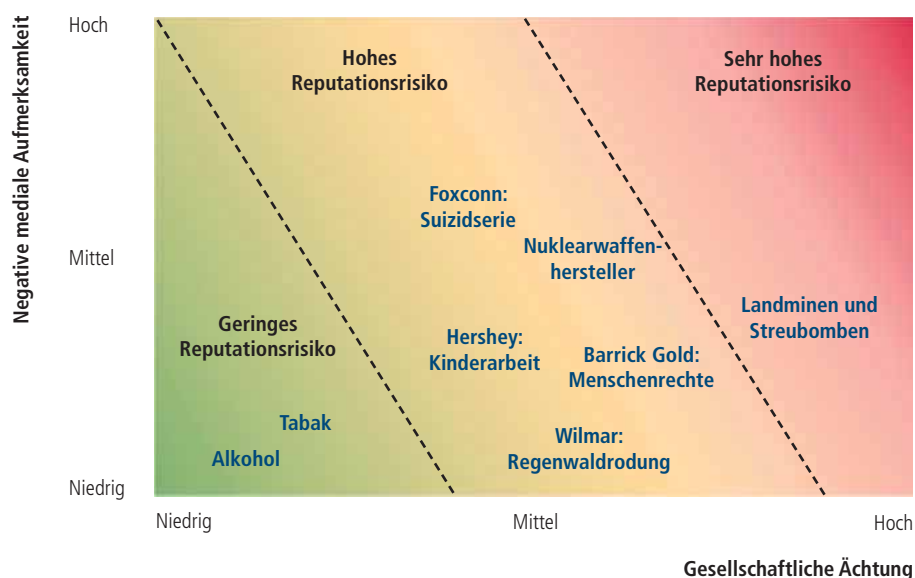 Negative mediale Aufmerksamkeit
Hoch
Mittel
Niedrig
Hohes
Reputationsrisiko
Sehr hohes
Reputationsrisiko
Foxconn:
Suizidserie
Nuklearwaffen-
hersteller
Landminen und
Streubomben
Geringes
Reputationsrisiko
Hershey:
Kinderarbeit
Barrick Gold:
Menschenrechte
Tabak
Alkohol
Wilmar:
Regenwaldrodung
Niedrig
Mittel
Hoch
Gesellschaftliche Ächtung